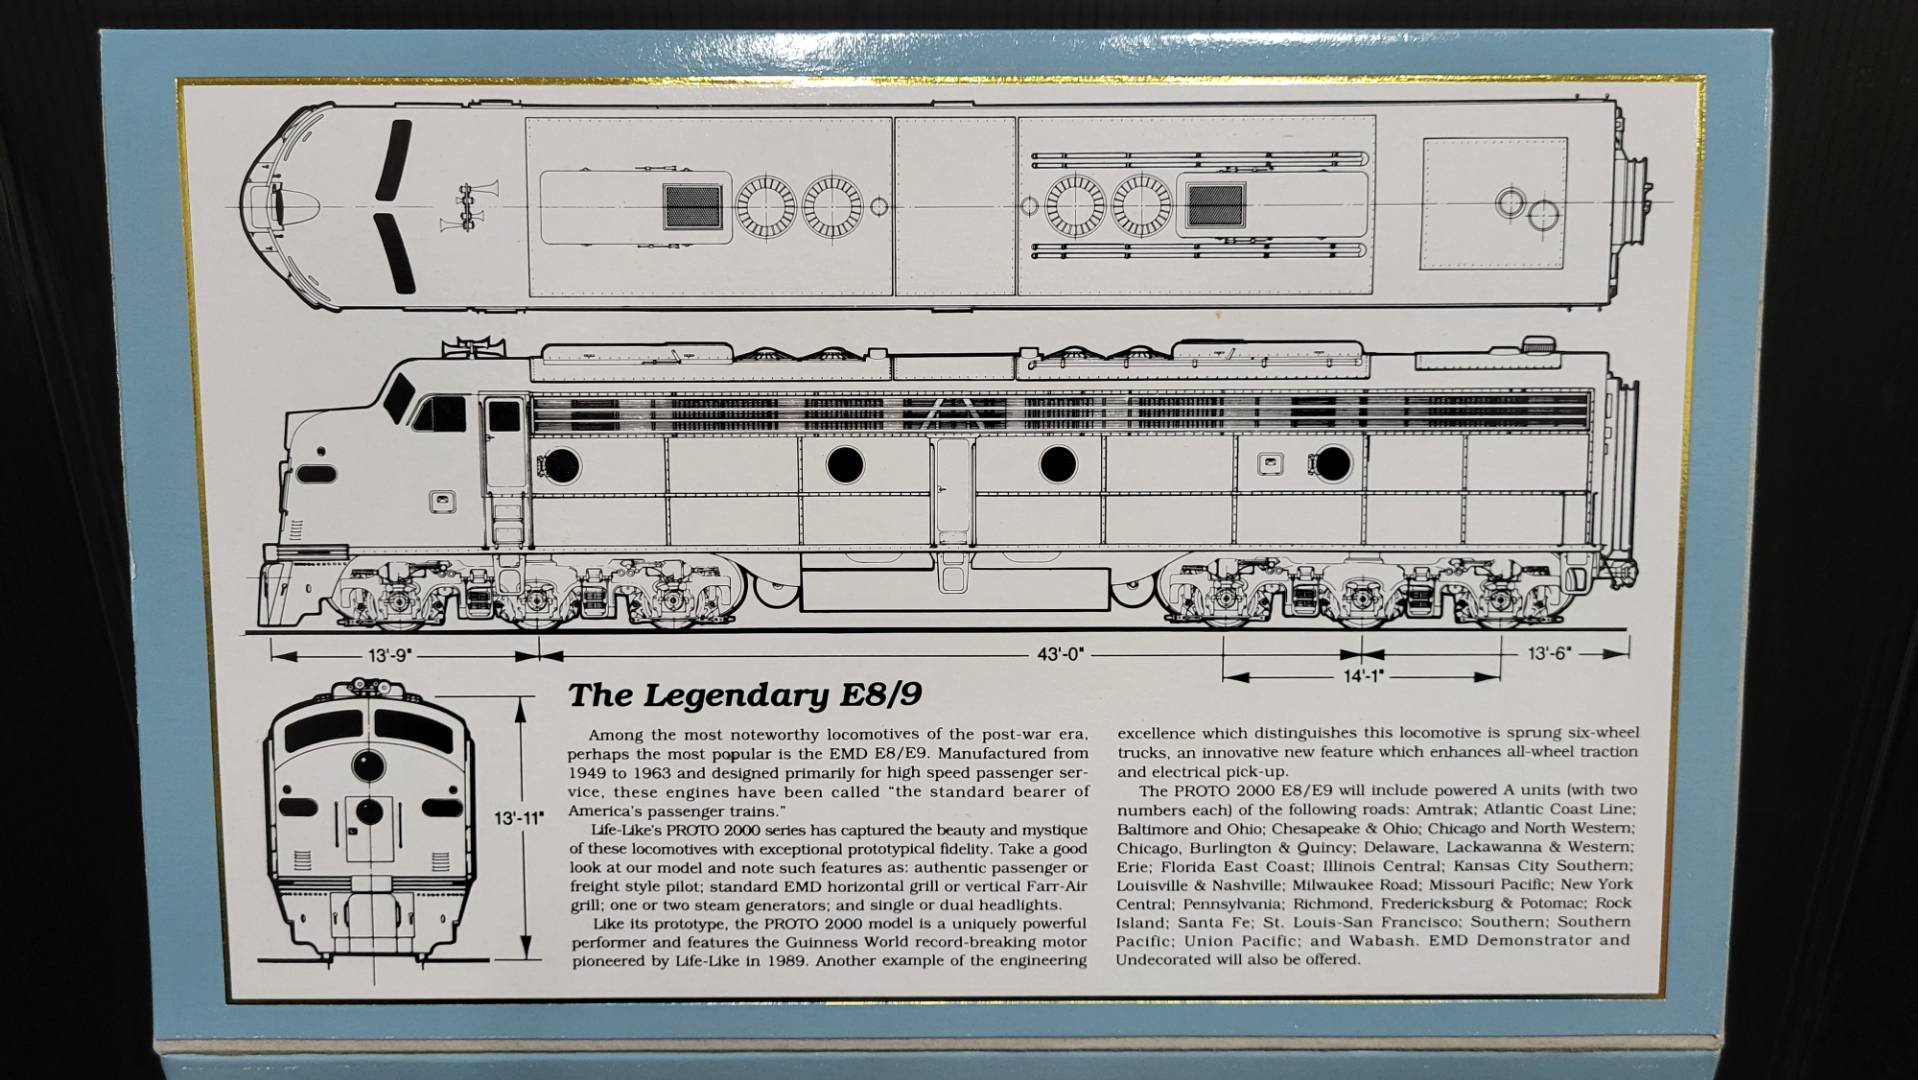 13'-9"
43'-0"
13'-6"
14'-1"
13'-11"
The Legendary E8/9
Among the most noteworthy locomotives of the post-war era,
perhaps the most popular is the EMD E8/E9. Manufactured from
1949 to 1963 and designed primarily for high speed passenger ser-
vice, these engines have been called "the standard bearer of
America's passenger trains."
Life-Like's PROTO 2000 series has captured the beauty and mystique
of these locomotives with exceptional prototypical fidelity. Take a good
look at our model and note such features as: authentic passenger or
freight style pilot; standard EMD horizontal grill or vertical Farr-Air
grill; one or two steam generators; and single or dual headlights.
Like its prototype, the PROTO 2000 model is a uniquely powerful
performer and features the Guinness World record-breaking motor
pioneered by Life-Like in 1989. Another example of the engineering
excellence which distinguishes this locomotive is sprung six-wheel
trucks, an innovative new feature which enhances all-wheel traction
and electrical pick-up.
The PROTO 2000 E8/E9 will include powered A units (with two
numbers each) of the following roads: Amtrak; Atlantic Coast Line;
Baltimore and Ohio; Chesapeake & Ohio; Chicago and North Western;
Chicago, Burlington & Quincy; Delaware, Lackawanna & Western;
Erie; Florida East Coast; Illinois Central; Kansas City Southern;
Louisville & Nashville; Milwaukee Road; Missouri Pacific; New York
Central; Pennsylvania; Richmond, Fredericksburg & Potomac; Rock
Island; Santa Fe; St. Louis-San Francisco; Southern; Southern
Pacific; Union Pacific; and Wabash. EMD Demonstrator and
Undecorated will also be offered.